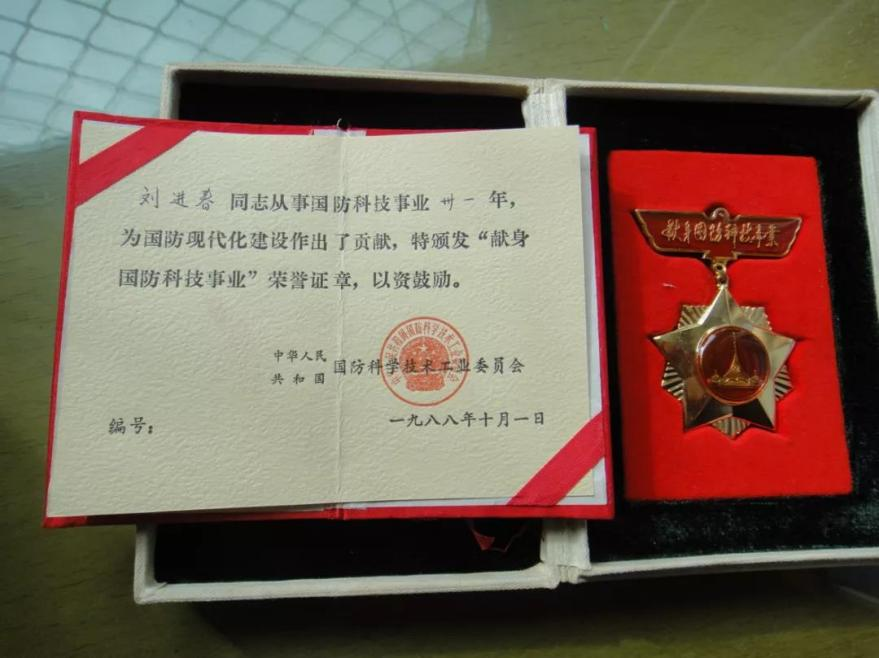 刘进春 同志从事国防科技事业 卅一 年，
为国防现代化建设作出了贡献，特颁发“献身
国防科技事业”荣誉证章，以资鼓励。
中华人民
共和国 国防科学技术工业委员会
编号：
一九八八年十月一日
献身国防科技事业